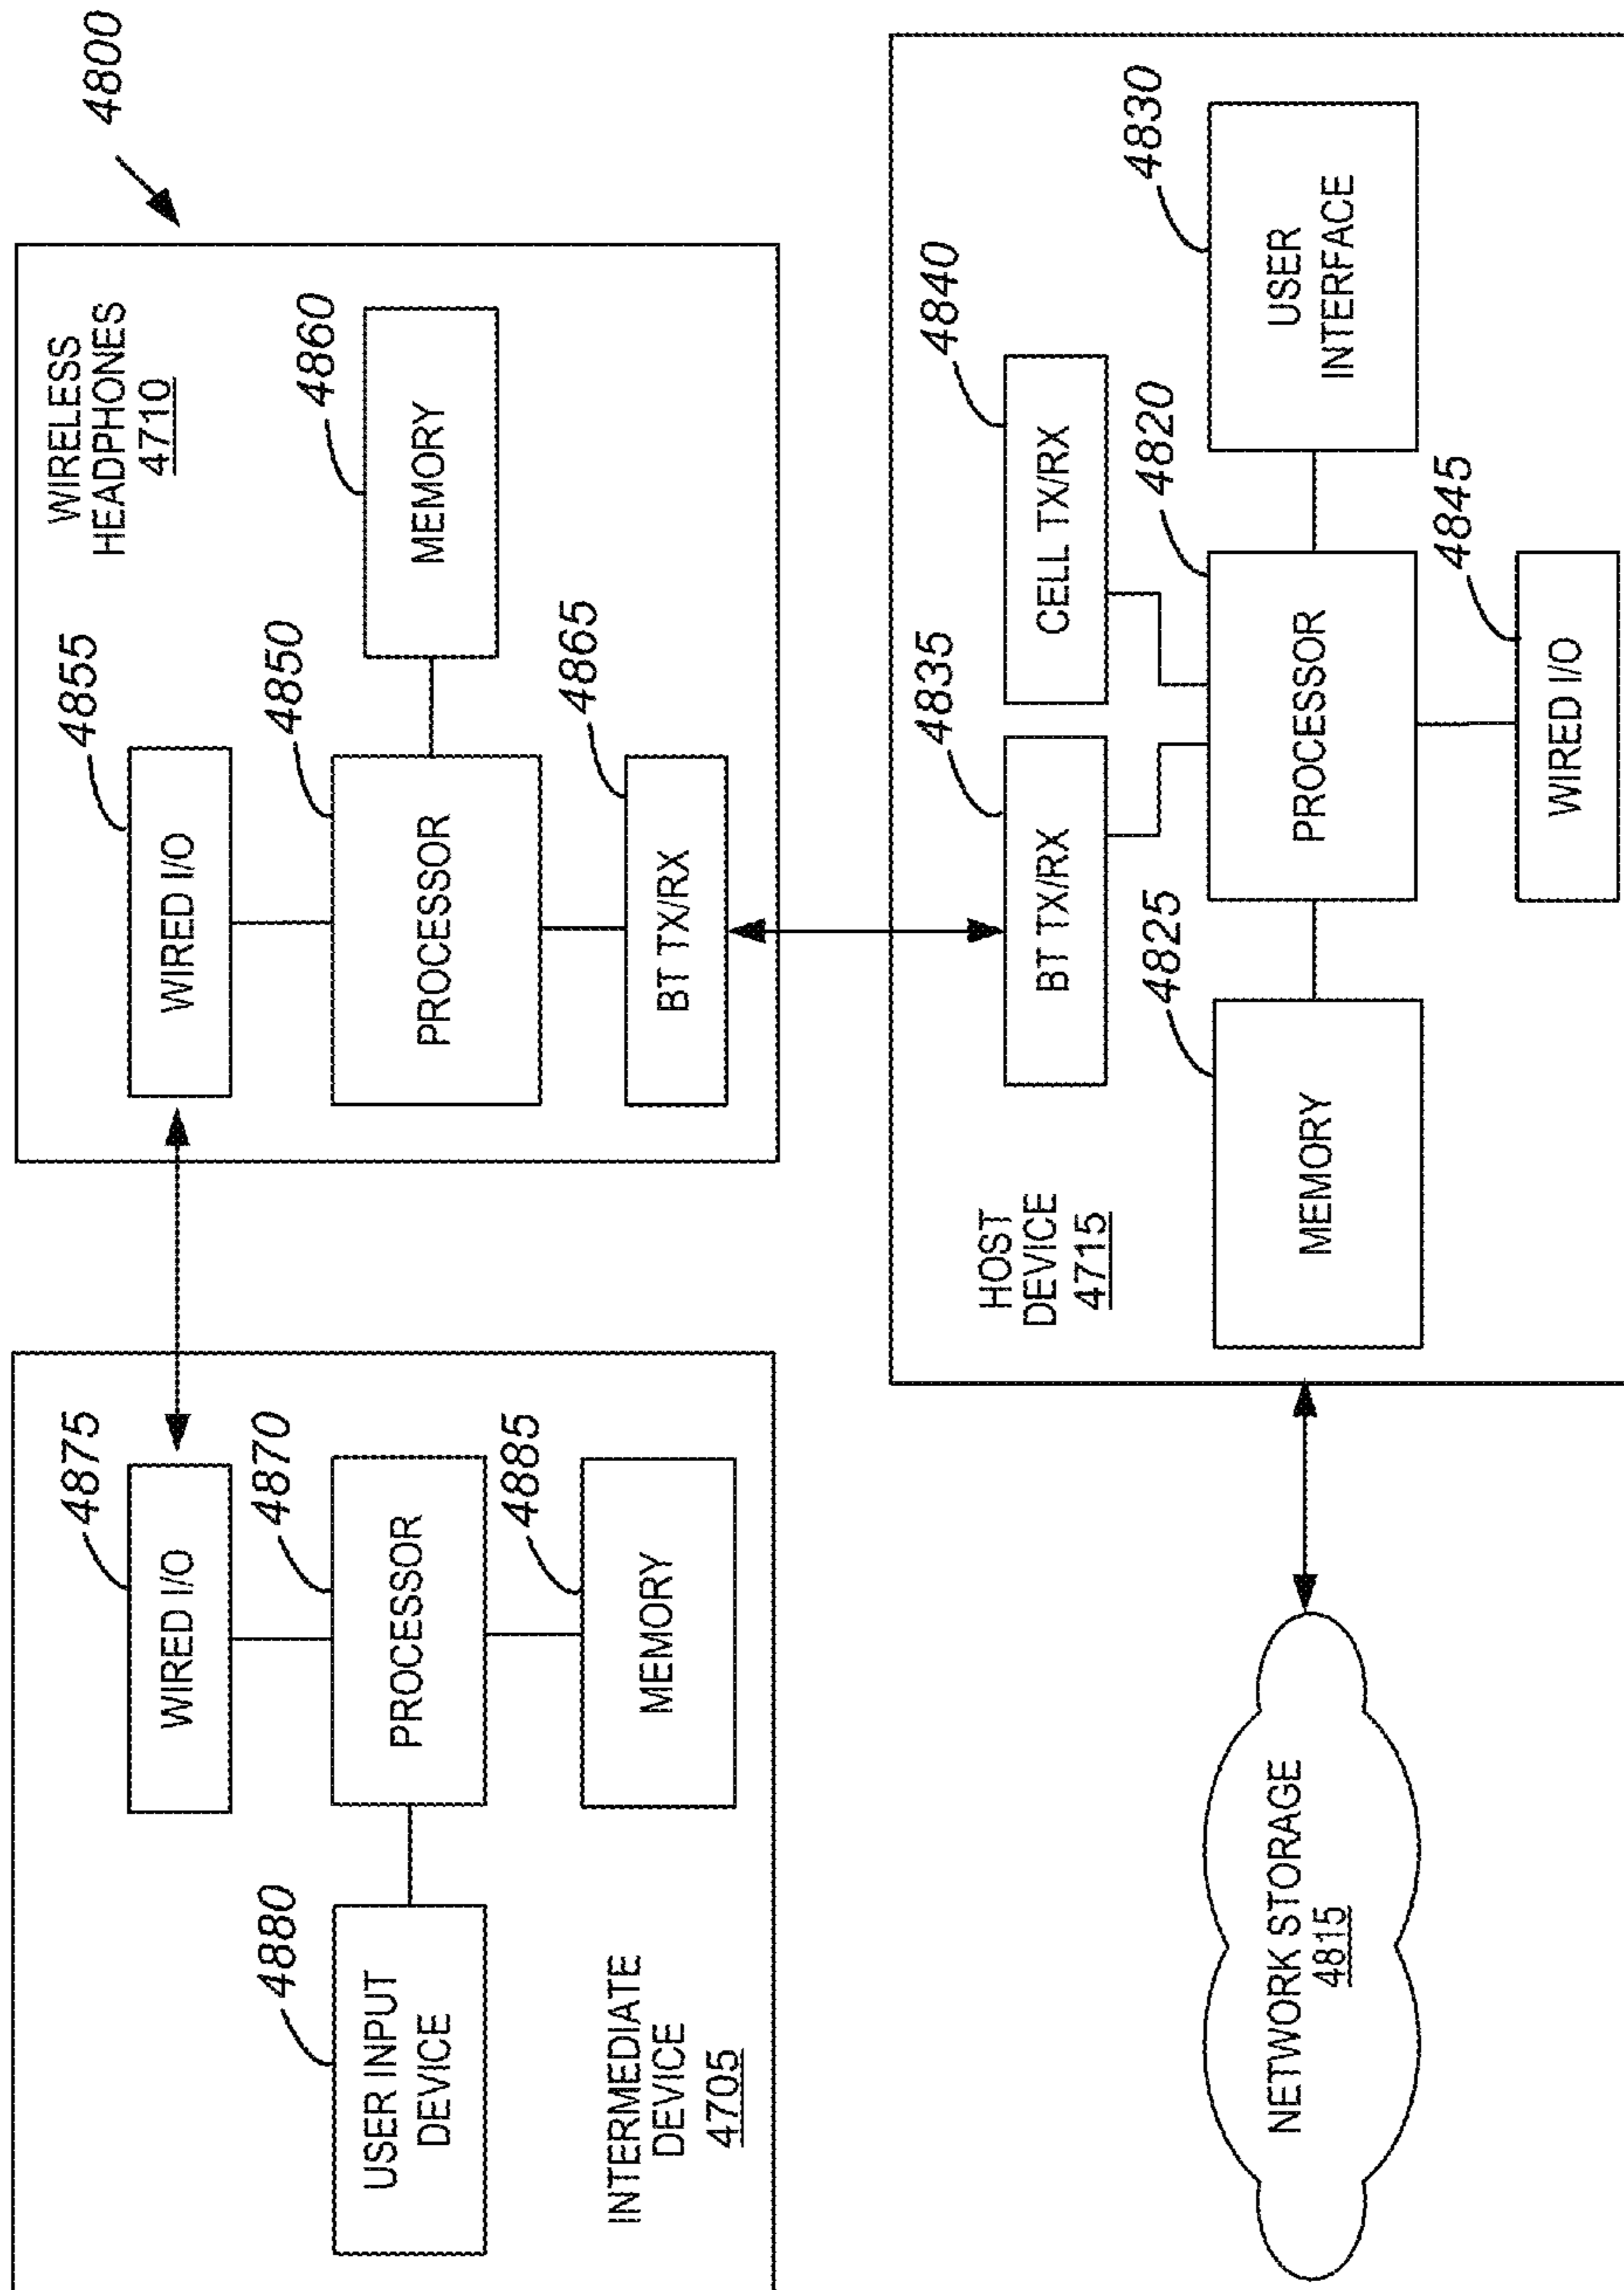 4800
WIRELESS
HEADPHONES
4710
4855
WIRED I/O
4850
PROCESSOR
4860
MEMORY
4865
BT TX/RX
4875
WIRED I/O
4870
PROCESSOR
4880
USER INPUT
DEVICE
4885
MEMORY
INTERMEDIATE
DEVICE
4705
HOST
DEVICE
4715
4835
BT TX/RX
4840
CELL TX/RX
4825
MEMORY
4820
PROCESSOR
4830
USER
INTERFACE
4845
WIRED I/O
NETWORK STORAGE
4815